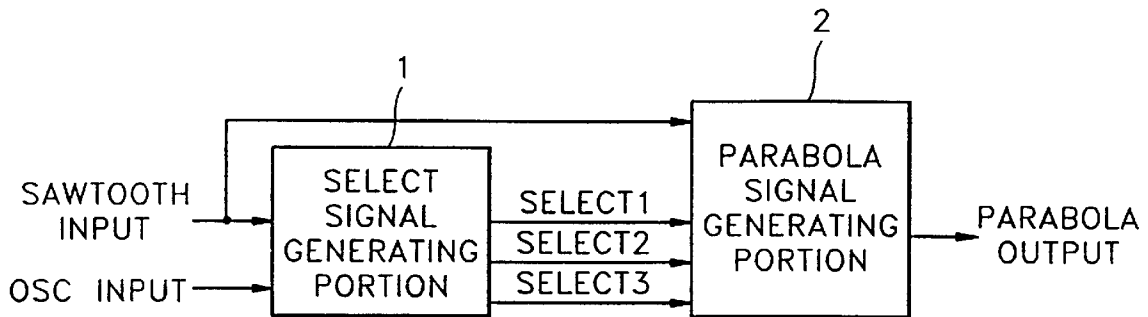 2
1
SAWTOOTH
INPUT
OSC INPUT
SELECT
SIGNAL
GENERATING
PORTION
SELECT1
SELECT2
SELECT3
PARABOLA
SIGNAL
GENERATING
PORTION
PARABOLA
OUTPUT